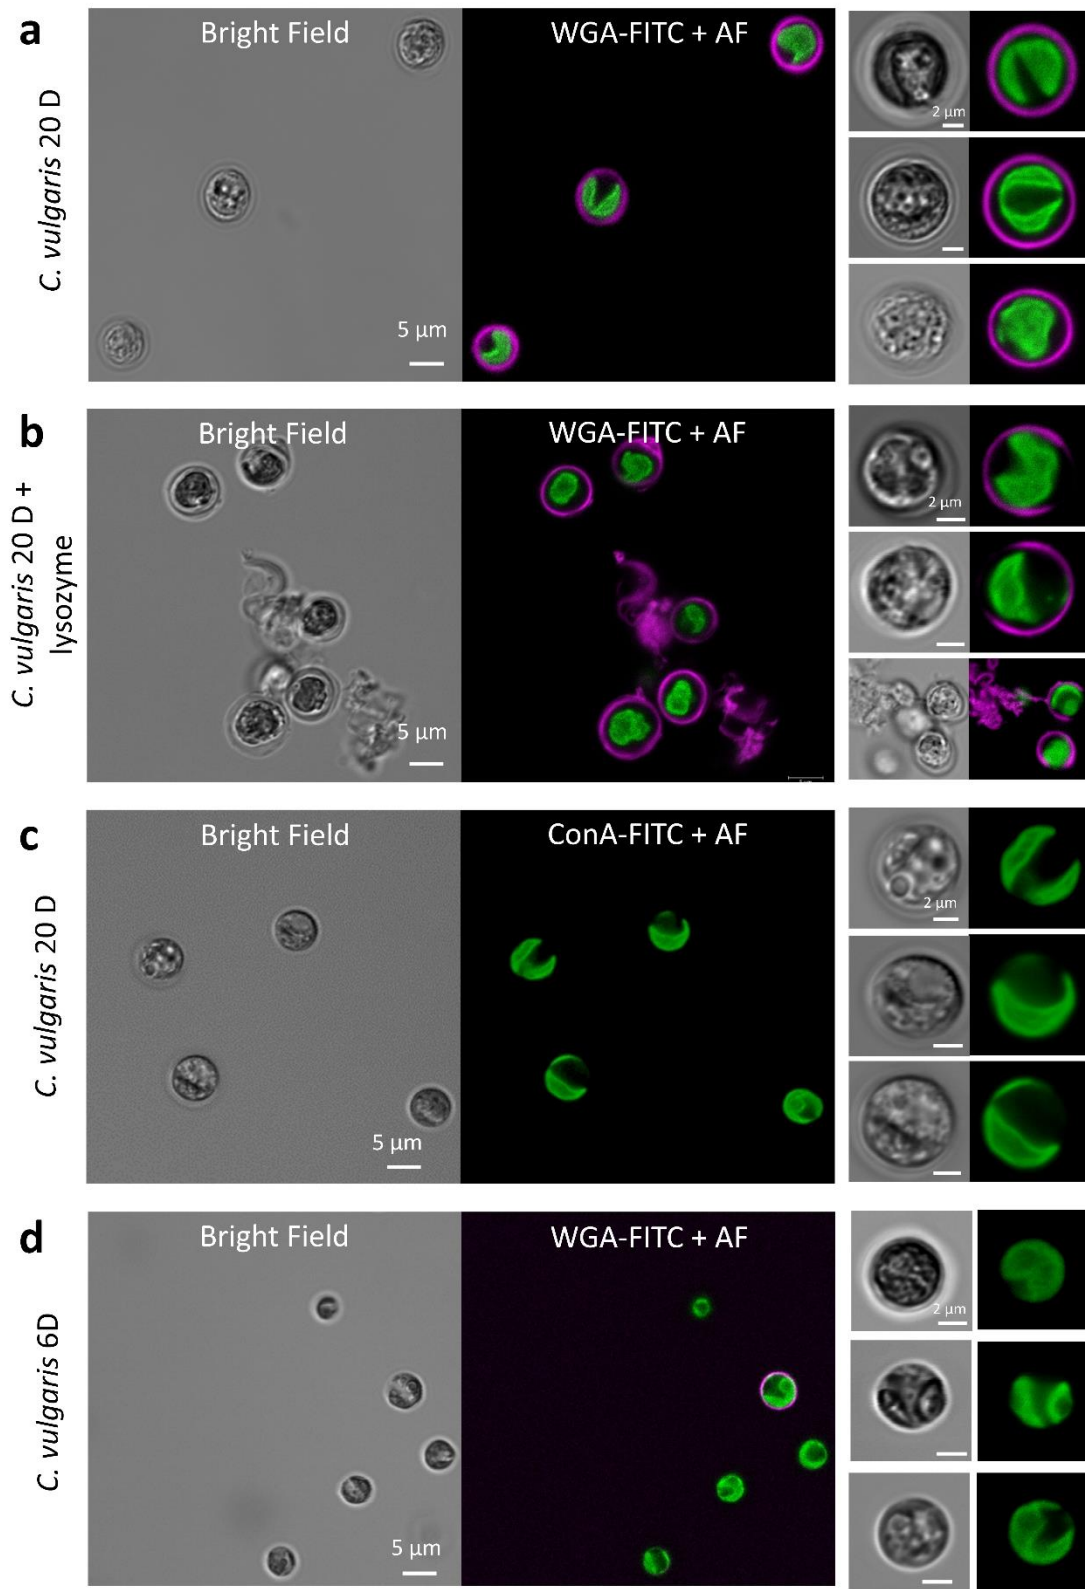 a
Bright Field
WGA-FITC + AF
C. vulgaris 20 D
5 µm
2 µm
b
Bright Field
WGA-FITC + AF
C. vulgaris 20 D +
lysozyme
5 µm
2 µm
c
Bright Field
ConA-FITC + AF
C. vulgaris 20 D
5 µm
2 µm
d
Bright Field
WGA-FITC + AF
C. vulgaris 6D
5 µm
2 µm